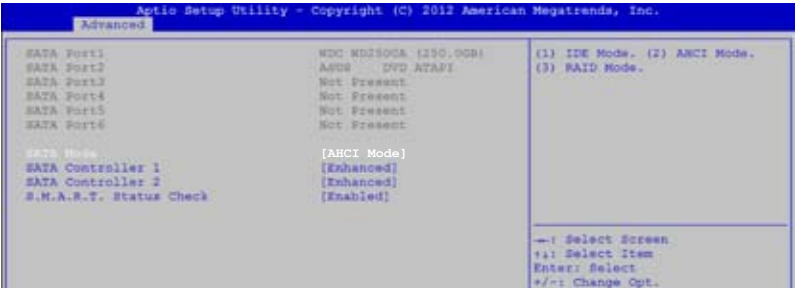 Aptio Setup Utility - Copyright (C) 2012 American Megatrends, Inc.
Advanced
SATA Port1 WDC WD2500A (250.0GB)
SATA Port2 ASUS DVD ATAPI
SATA Port3 Not Present
SATA Port4 Not Present
SATA Port5 Not Present
SATA Port6 Not Present
SATA Mode [AHCI Mode]
SATA Controller 1 [Enhanced]
SATA Controller 2 [Enhanced]
S.M.A.R.T. Status Check [Enabled]
(1) IDE Mode. (2) AHCI Mode.
(3) RAID Mode.
: Select Screen
↑↓: Select Item
Enter: Select
+/-: Change Opt.